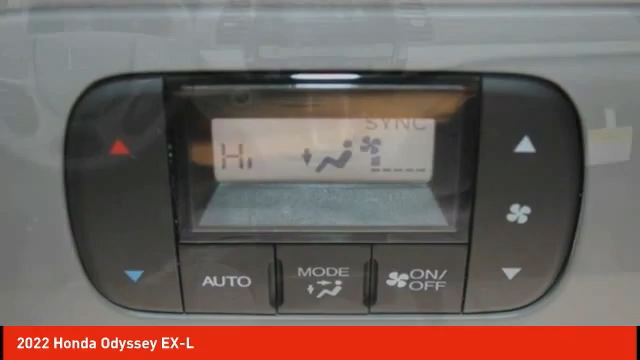 SYNC
Hi
AUTO
MODE
ON/
OFF
2022 Honda Odyssey EX-L